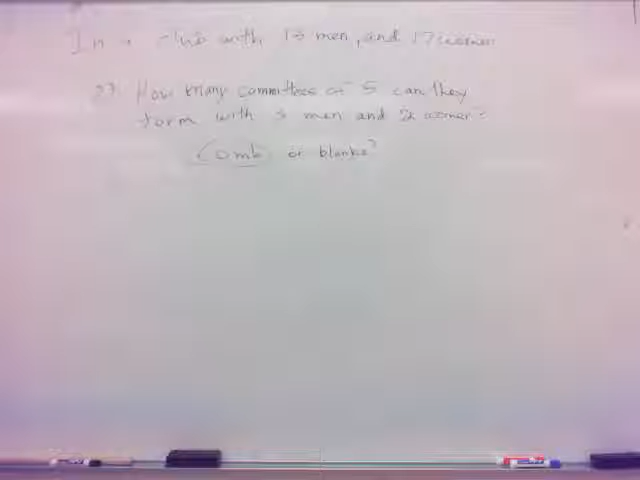 In a club with 13 men, and 17 women
2) How many committees of 5 can they
form with 3 men and 2 women?
Comb or blanks?